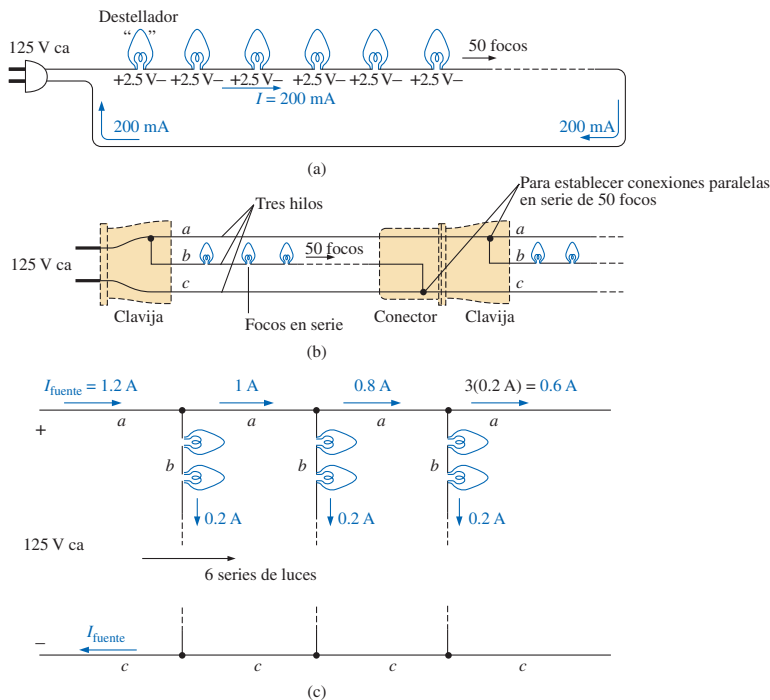 Destellador
“ ”
125 V ca
50 focos
+2.5 V– +2.5 V– +2.5 V– +2.5 V– +2.5 V– +2.5 V–
I = 200 mA
200 mA
200 mA
(a)
Para establecer conexiones paralelas
en serie de 50 focos
Tres hilos
a
a
50 focos
b
b
125 V ca
c
c
Clavija
Focos en serie
Conector
Clavija
(b)
Ifuente = 1.2 A
1 A
0.8 A
3(0.2 A) = 0.6 A
a
a
a
a
+
b
b
b
0.2 A
0.2 A
0.2 A
125 V ca
6 series de luces
–
Ifuente
c
c
c
c
(c)